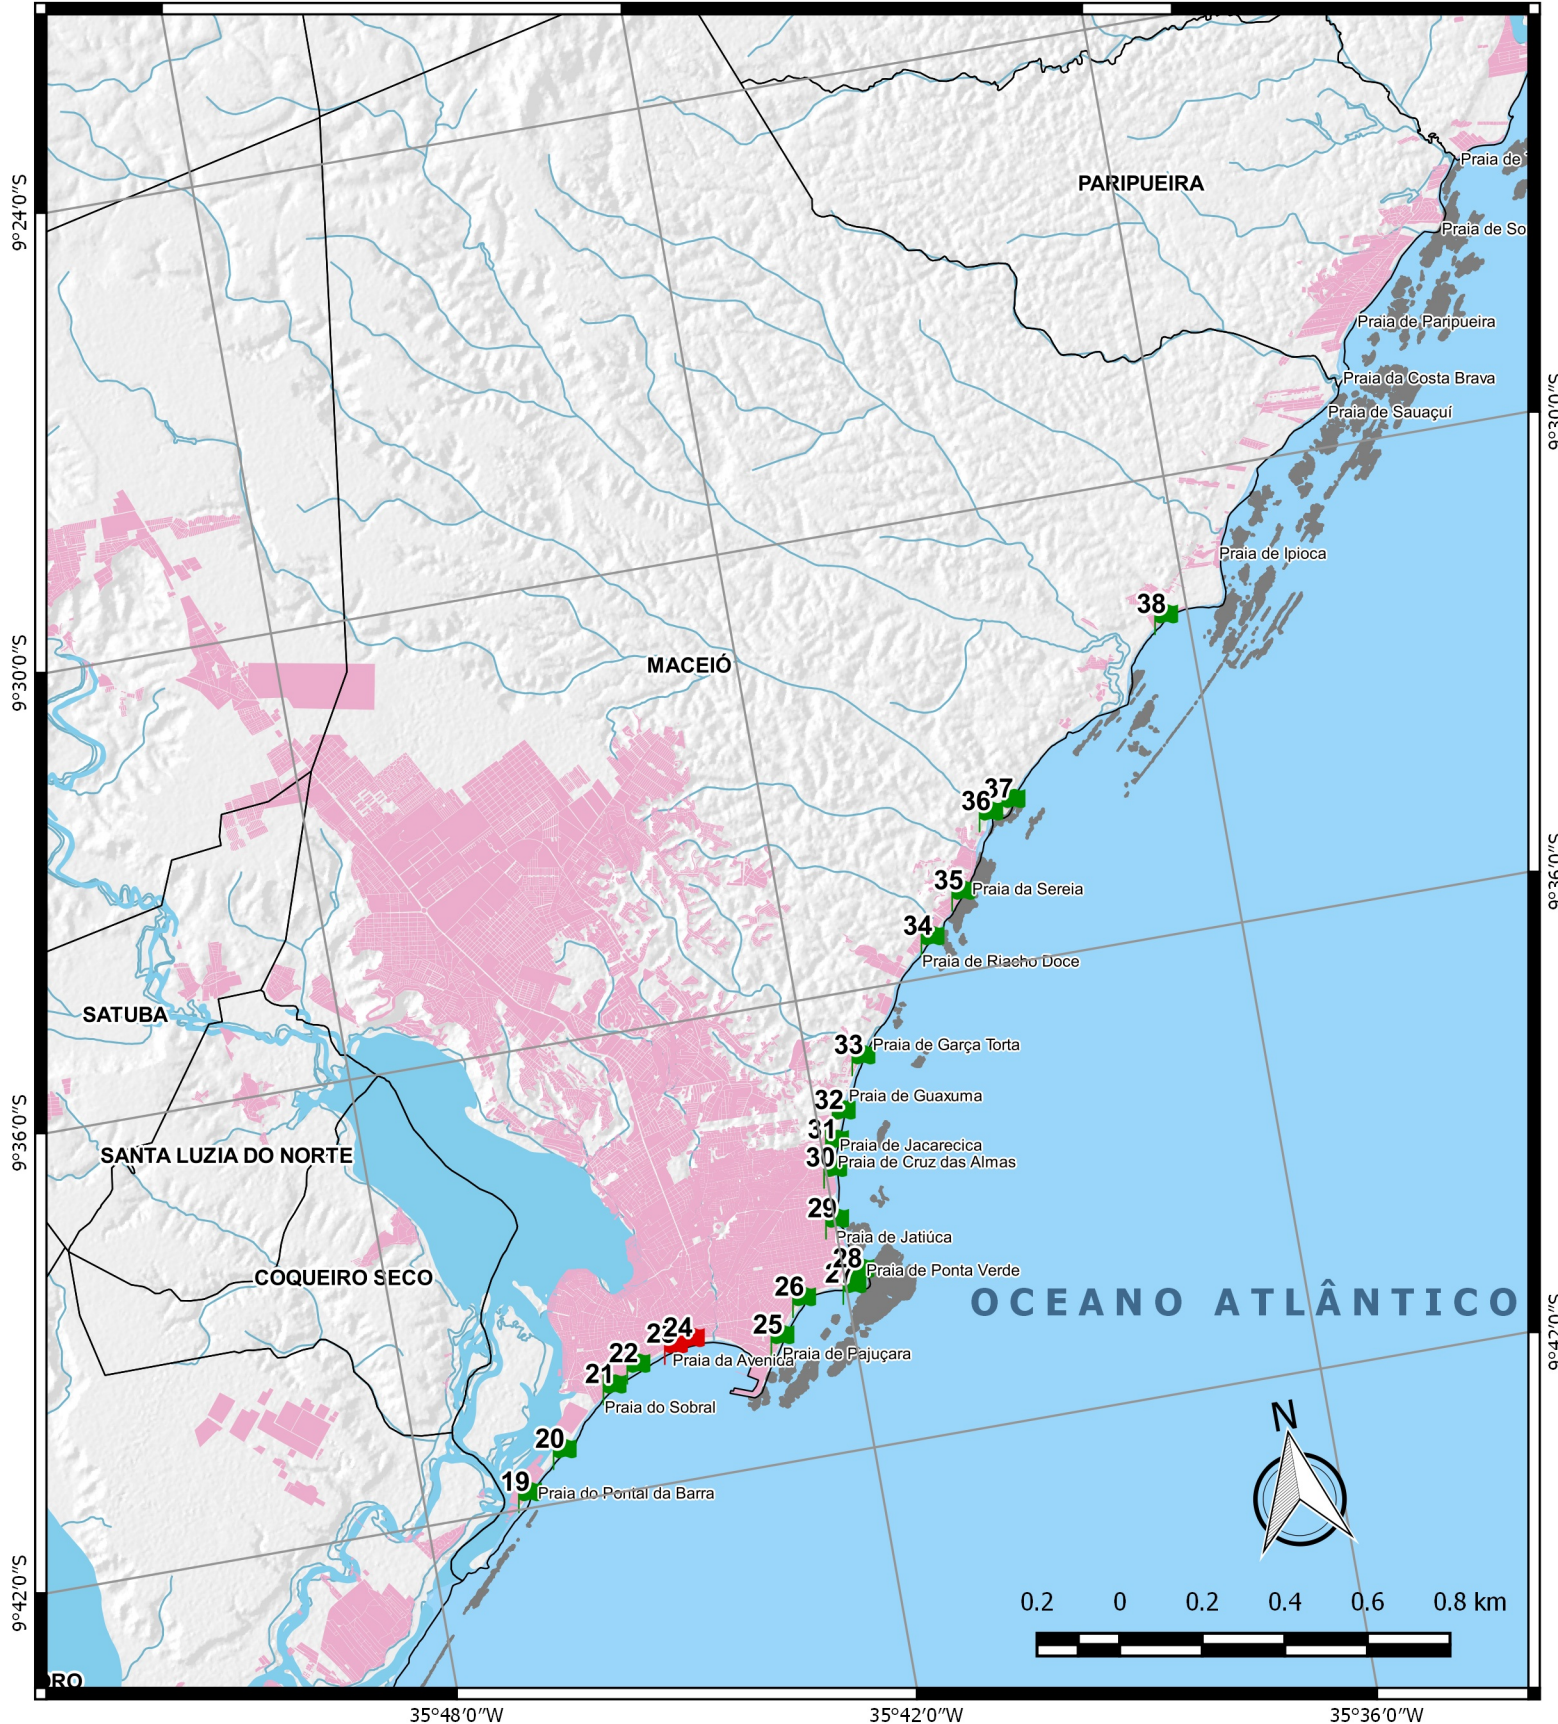 PARIPUEIRA
Praia de
Praia de So
9°24'0"S
Praia de Paripueira
Praia da Costa Brava
Praia de Sauaçuí
9°30'0"S
Praia de Ipioca
38
MACEIÓ
9°30'0"S
37
36
9°36'0"S
35
Praia da Sereia
34
Praia de Riacho Doce
SATUBA
33
Praia de Garça Torta
32
Praia de Guaxuma
31
9°36'0"S
Praia de Jacarecica
SANTA LUZIA DO NORTE
30
Praia de Cruz das Almas
29
Praia de Jatiúca
28
COQUEIRO SECO
27
Praia de Ponta Verde
26
OCEANO ATLÂNTICO
25
24
23
9°42'0"S
Praia da Avenida
Praia de Pajuçara
22
21
Praia do Sobral
N
20
19
Praia do Pontal da Barra
9°42'0"S
0.2 0 0.2 0.4 0.6 0.8 km
ORO
35°48'0"W
35°42'0"W
35°36'0"W